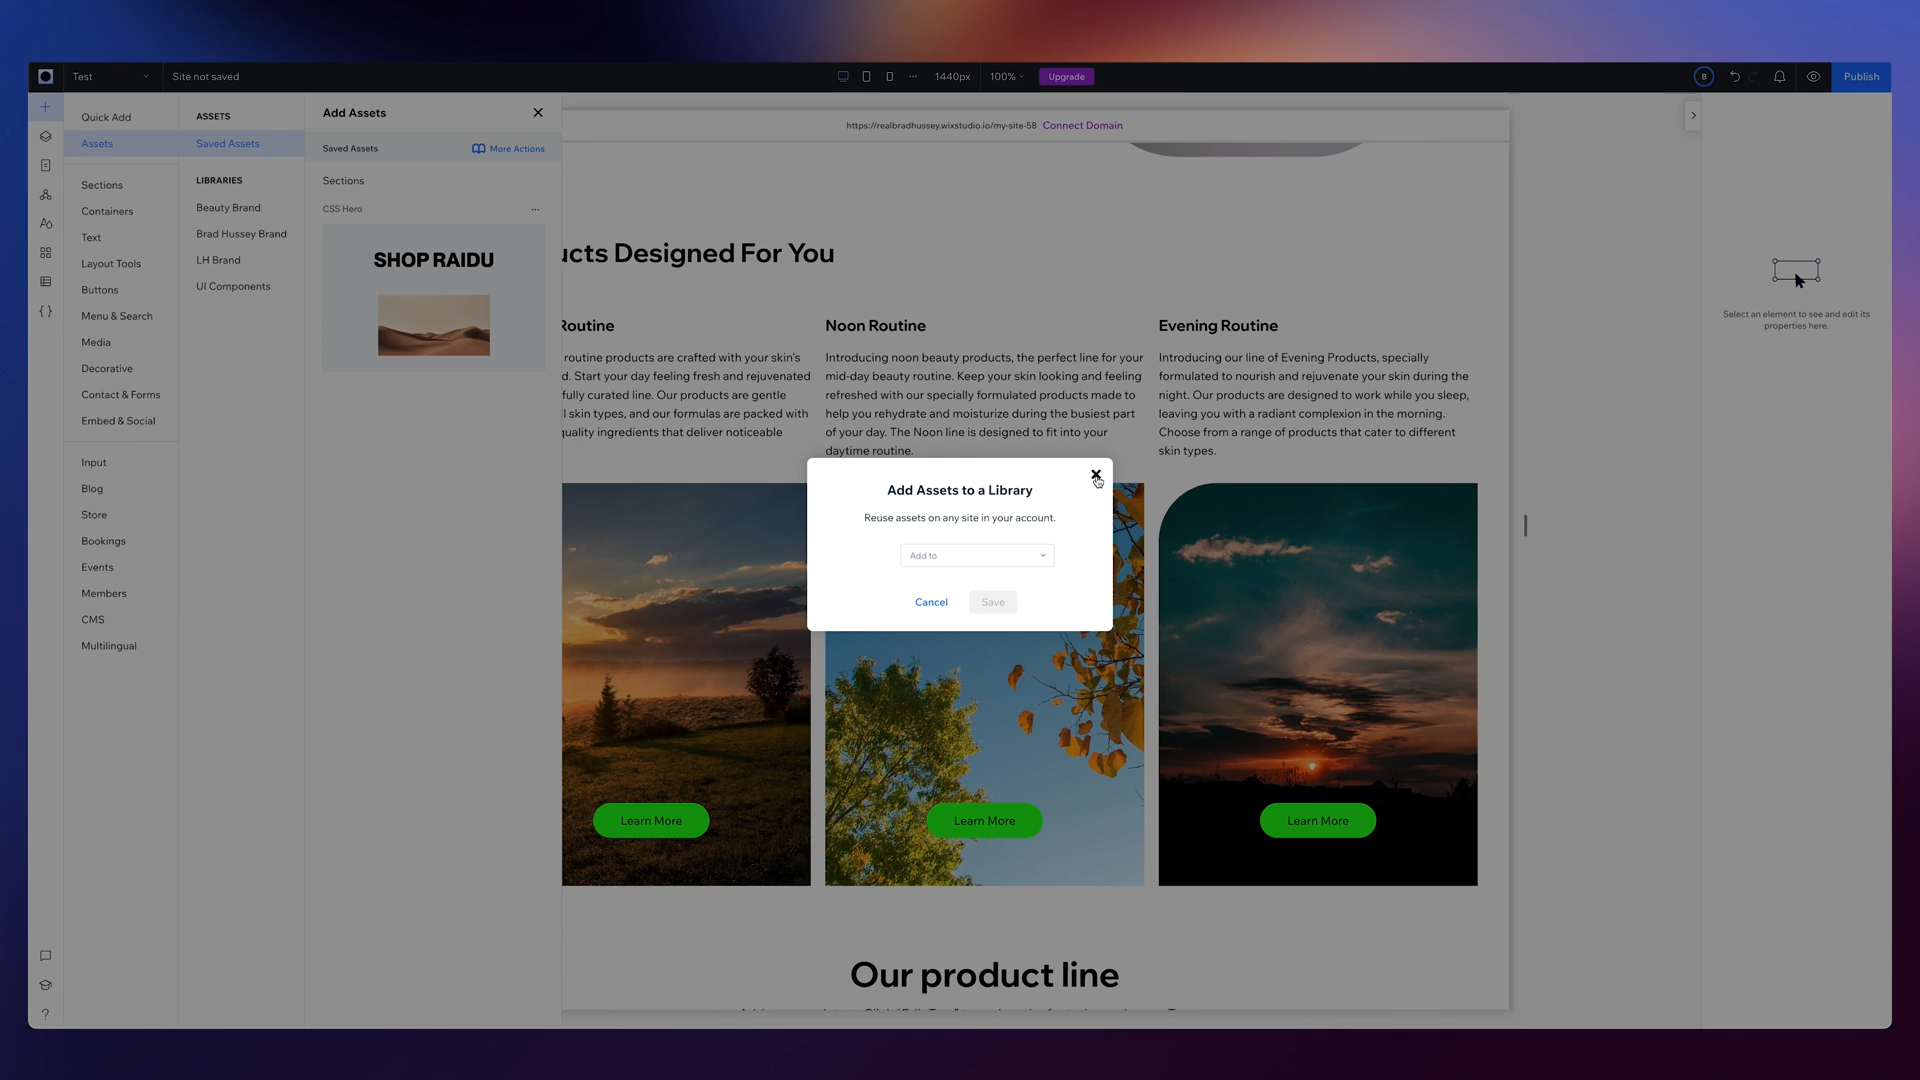 Test
Site not saved
1440px
100%
Upgrade
B
Publish
Quick Add
Assets
Sections
Containers
Text
Layout Tools
Buttons
Menu & Search
Media
Decorative
Contact & Forms
Embed & Social
Input
Blog
Store
Bookings
Events
Members
CMS
Multilingual
ASSETS
Saved Assets
LIBRARIES
Beauty Brand
Brad Hussey Brand
LH Brand
UI Components
Add Assets
Saved Assets
More Actions
Sections
CSS Hero
SHOP RAIDU
https://realbradhussey.wixstudio.io/my-site-58 Connect Domain
ucts Designed For You
Routine
routine products are crafted with your skin's
d. Start your day feeling fresh and rejuvenated
fully curated line. Our products are gentle
ll skin types, and our formulas are packed with
quality ingredients that deliver noticeable
Noon Routine
Introducing noon beauty products, the perfect line for your
mid-day beauty routine. Keep your skin looking and feeling
refreshed with our specially formulated products made to
help you rehydrate and moisturize during the busiest part
of your day. The Noon line is designed to fit into your
daytime routine.
Evening Routine
Introducing our line of Evening Products, specially
formulated to nourish and rejuvenate your skin during the
night. Our products are designed to work while you sleep,
leaving you with a radiant complexion in the morning.
Choose from a range of products that cater to different
skin types.
Add Assets to a Library
Reuse assets on any site in your account.
Add to
Cancel
Save
Learn More
Learn More
Learn More
Our product line
Select an element to see and edit its
properties here.